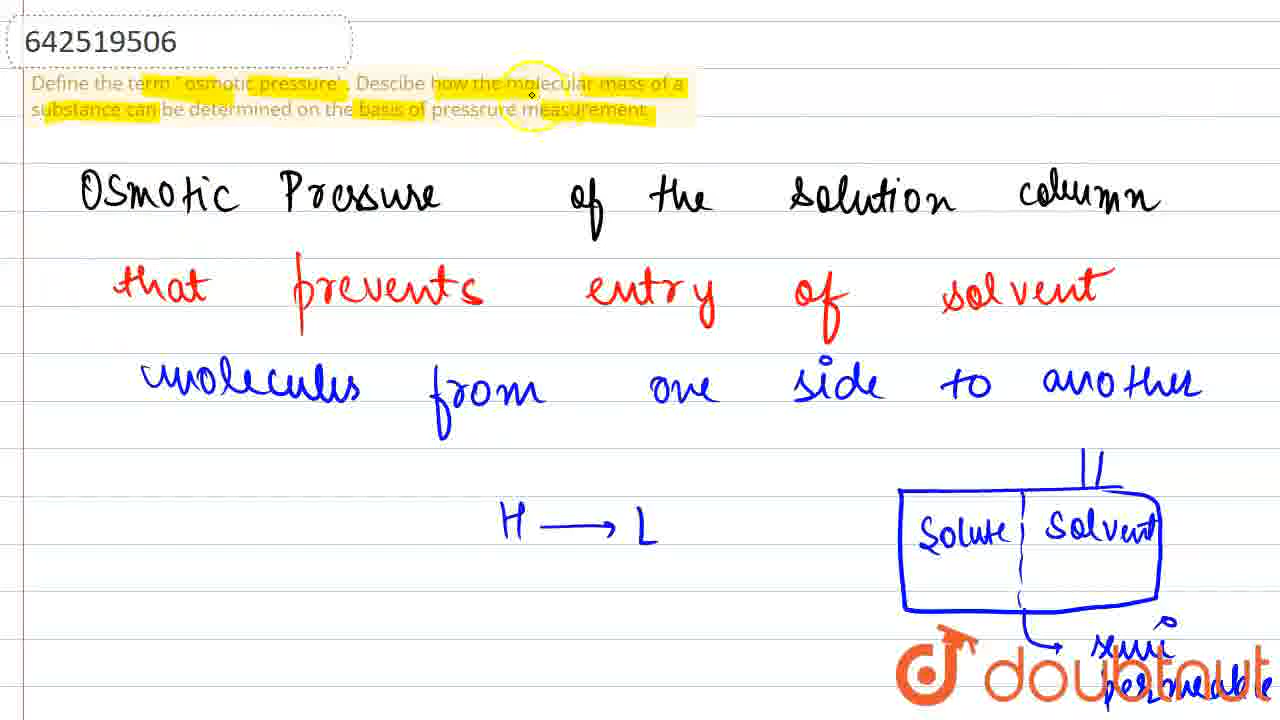 642519506
Define the term "osmotic pressure'. Descibe how the molecular mass of a
substance can be determined on the basis of presscrure measurement.
Osmotic Pressure of the solution column
that prevents entry of solvent
molecules from one side to another
H → L
Solute Solvent
semi
permeable
doubtnut